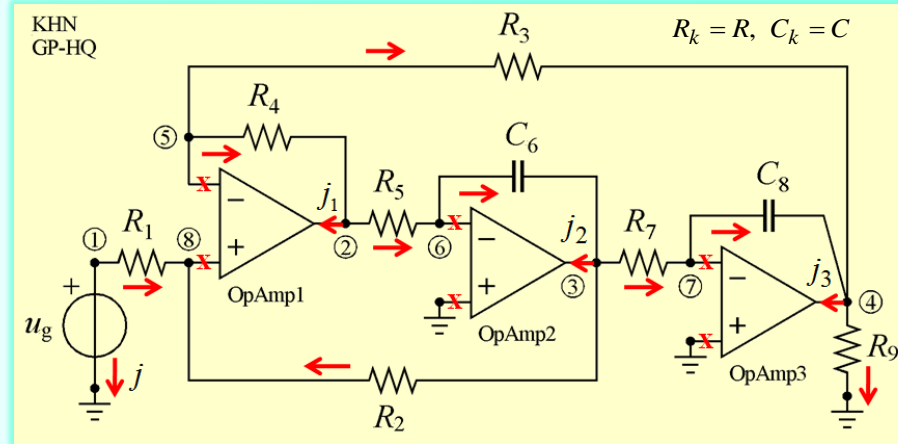 KHN
GP-HQ
R₃
Rₖ = R, Cₖ = C
⑤
R₄
C₆
x
j₁
R₅
C₈
−
①
R₁
⑧
x
+
②
⑥
x
−
j₂
R₇
+
OpAmp1
x
+
③
⑦
x
−
j₃
④
u_g
OpAmp2
x
+
R₉
j
R₂
OpAmp3